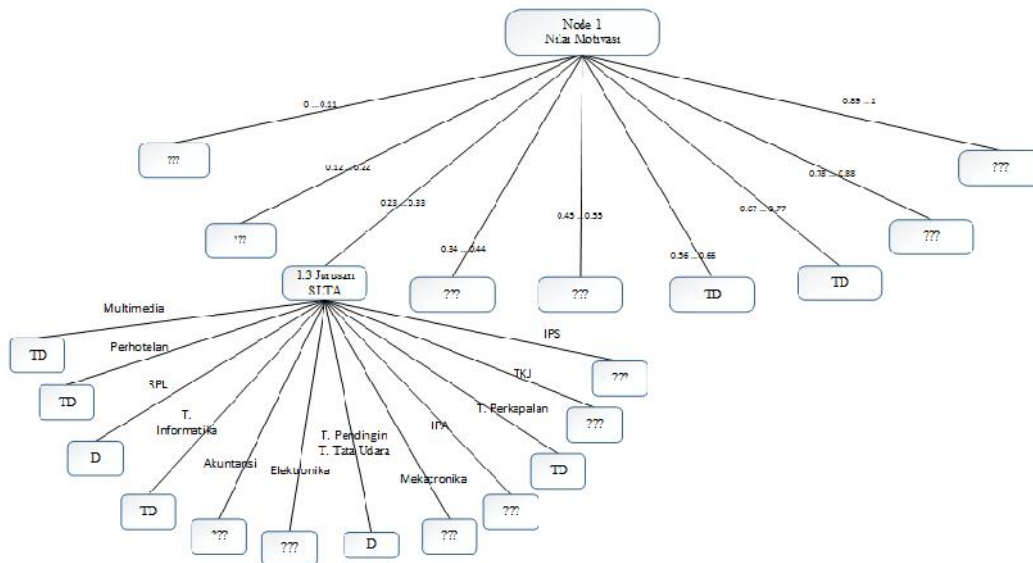 Node 1
Nilai Motivasi
0 ...0.11
0.89 ...1
???
???
0.12 ...0.22
0.78 ...0.88
0.23 ...0.33
0.67 ...0.77
0.45 ...0.55
???
???
0.34 ...0.44
0.56 ...0.66
1.3 Jurusan
SLTA
???
???
TD
TD
Multimedia
IPS
Perhotelan
TD
TKJ
???
RPL
TD
T. Perkapalan
T.
Informatika
IPA
???
T. Pendingin
T. Tata Udara
D
Akuntansi
Elektronika
Mekatronika
TD
TD
???
???
???
D
???